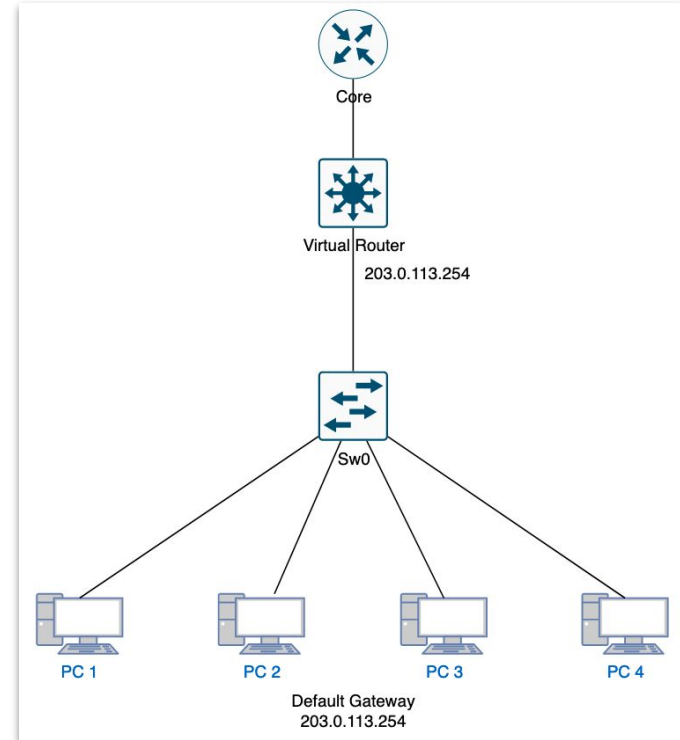 Core
Virtual Router
203.0.113.254
Sw0
PC 1
PC 2
PC 3
PC 4
Default Gateway
203.0.113.254